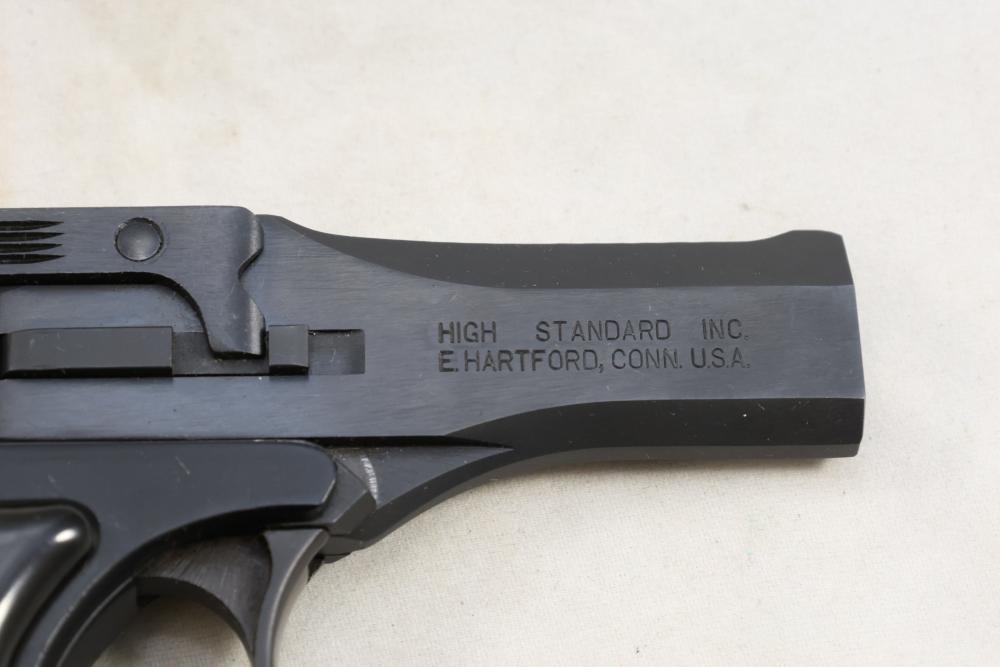 HIGH STANDARD INC.
E. HARTFORD, CONN. U.S.A.